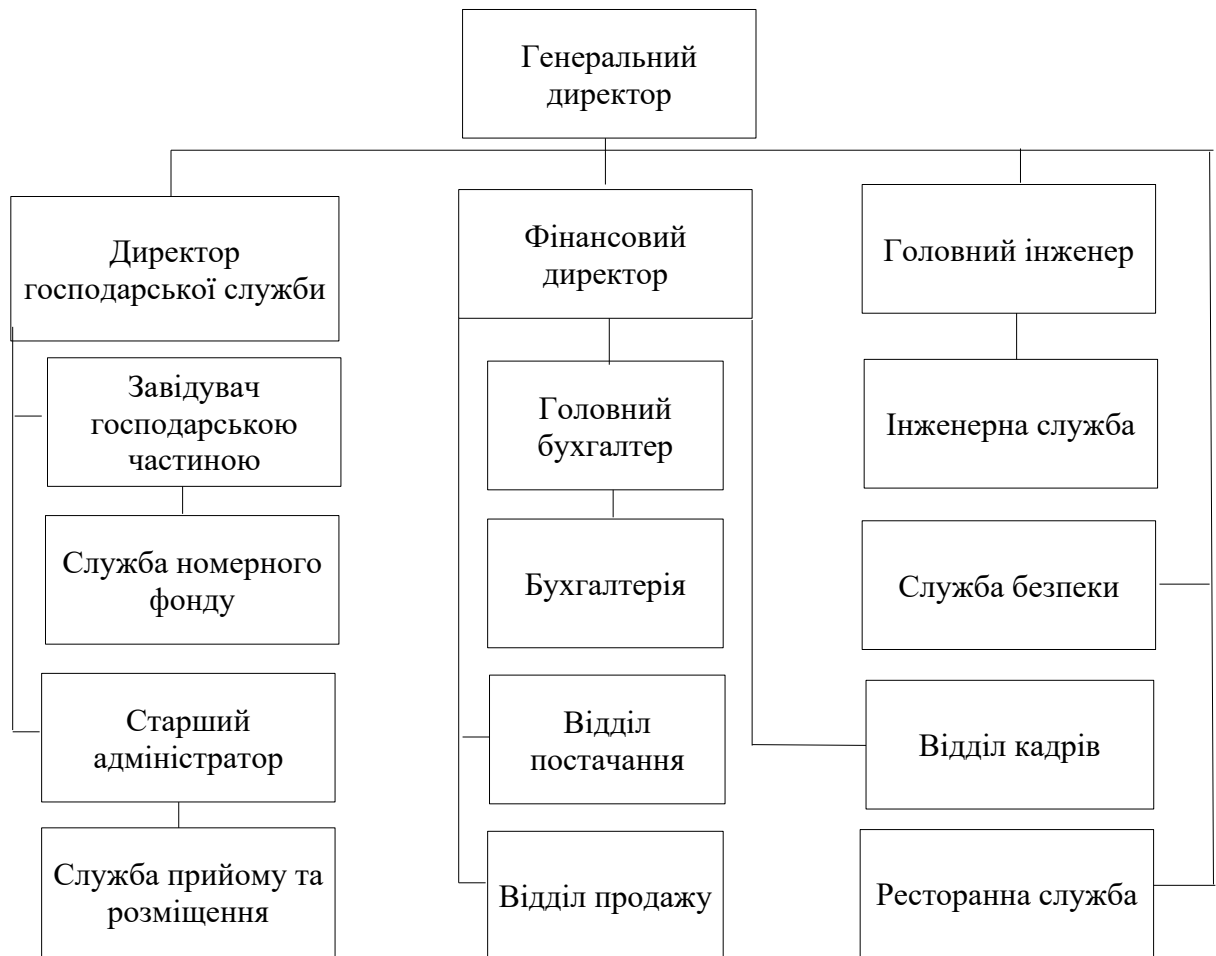 Генеральний
директор
Директор
господарської служби
Фінансовий
директор
Головний інженер
Завідувач
господарською
частиною
Головний
бухгалтер
Інженерна служба
Служба номерного
фонду
Бухгалтерія
Служба безпеки
Старший
адміністратор
Відділ
постачання
Відділ кадрів
Служба прийому та
розміщення
Відділ продажу
Ресторанна служба